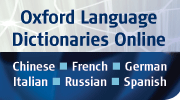 Oxford Language
Dictionaries Online
Chinese ■ French ■ German
Italian ■ Russian ■ Spanish